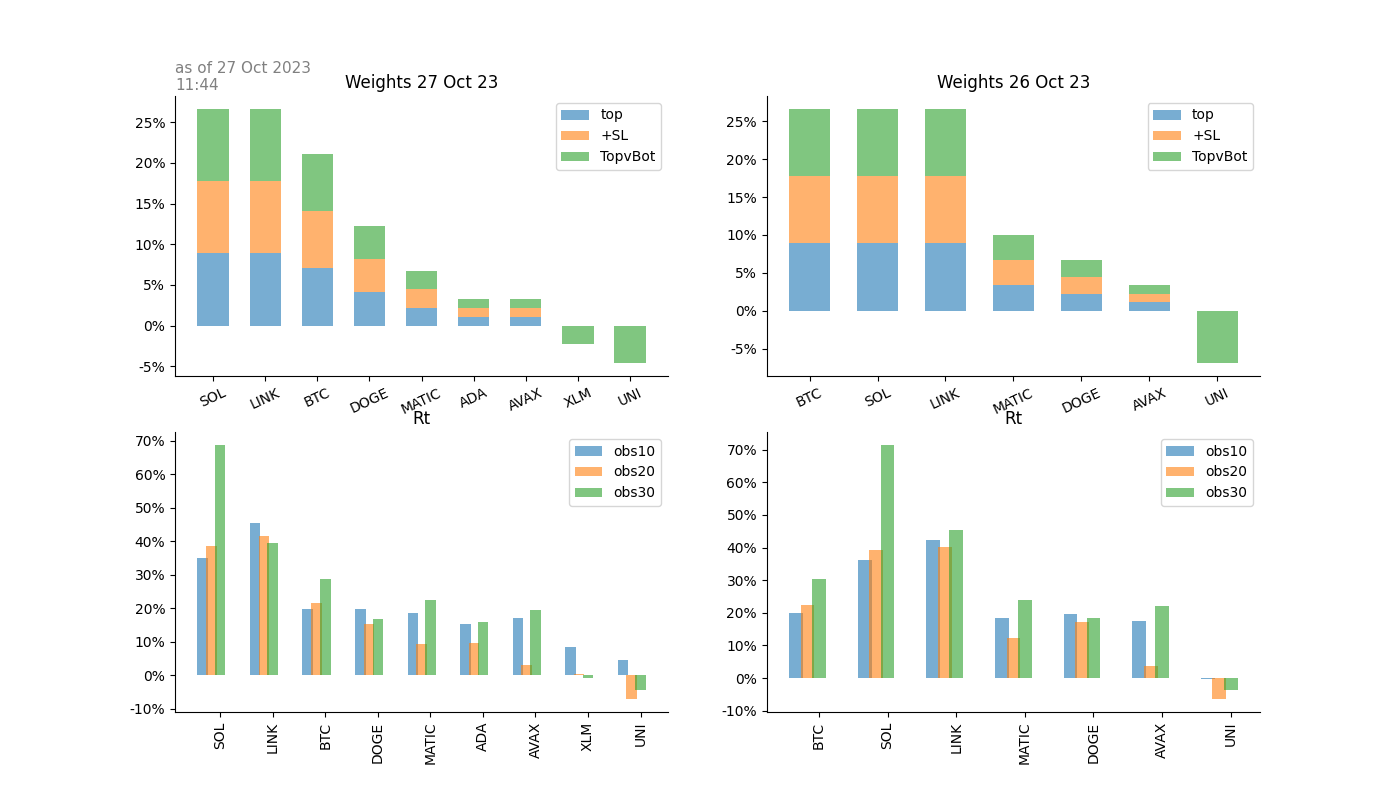 as of 27 Oct 2023
11:44
Weights 27 Oct 23
25%
20%
15%
10%
5%
0%
-5%
top
+SL
TopvBot
SOL LINK BTC DOGE MATIC ADA AVAX XLM UNI
Weights 26 Oct 23
25%
20%
15%
10%
5%
0%
-5%
top
+SL
TopvBot
BTC SOL LINK MATIC DOGE AVAX UNI
Rt
70%
60%
50%
40%
30%
20%
10%
0%
-10%
obs10
obs20
obs30
SOL LINK BTC DOGE MATIC ADA AVAX XLM UNI
Rt
70%
60%
50%
40%
30%
20%
10%
0%
-10%
obs10
obs20
obs30
BTC SOL LINK MATIC DOGE AVAX UNI